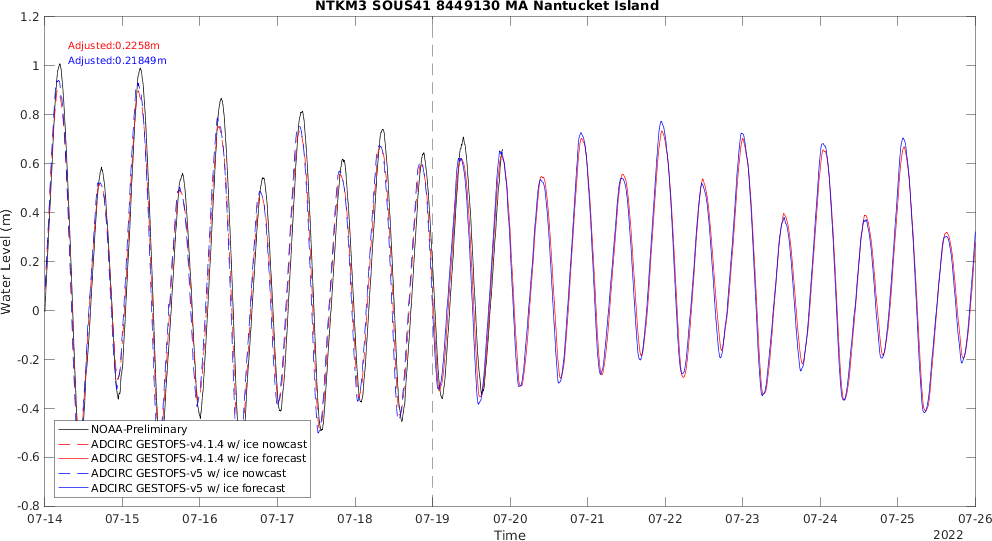 NTKM3 SOUS41 8449130 MA Nantucket Island
Adjusted:0.2258m
Adjusted:0.21849m
Water Level (m)
1.2
1
0.8
0.6
0.4
0.2
0
-0.2
-0.4
-0.6
-0.8
NOAA-Preliminary
ADCIRC GESTOFS-v4.1.4 w/ ice nowcast
ADCIRC GESTOFS-v4.1.4 w/ ice forecast
ADCIRC GESTOFS-v5 w/ ice nowcast
ADCIRC GESTOFS-v5 w/ ice forecast
07-14 07-15 07-16 07-17 07-18 07-19 07-20 07-21 07-22 07-23 07-24 07-25 07-26
Time
2022